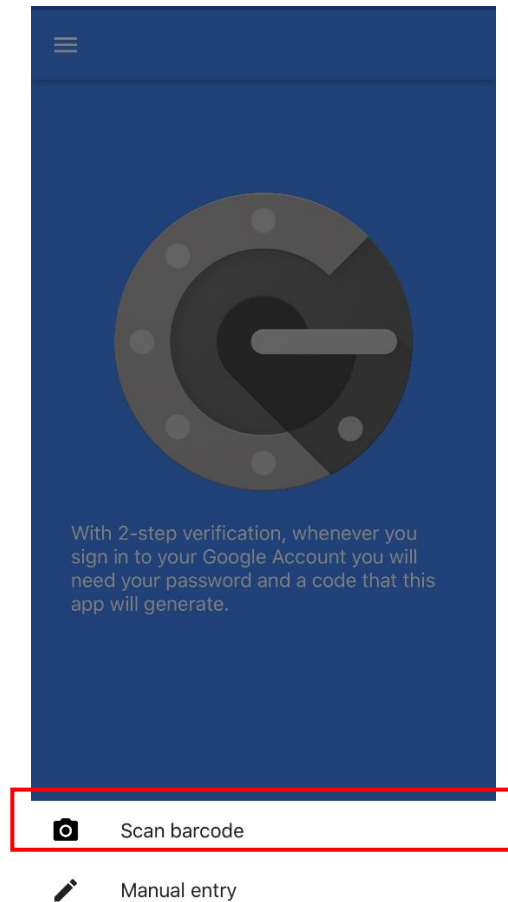 With 2-step verification, whenever you
sign in to your Google Account you will
need your password and a code that this
app will generate.
Scan barcode
Manual entry